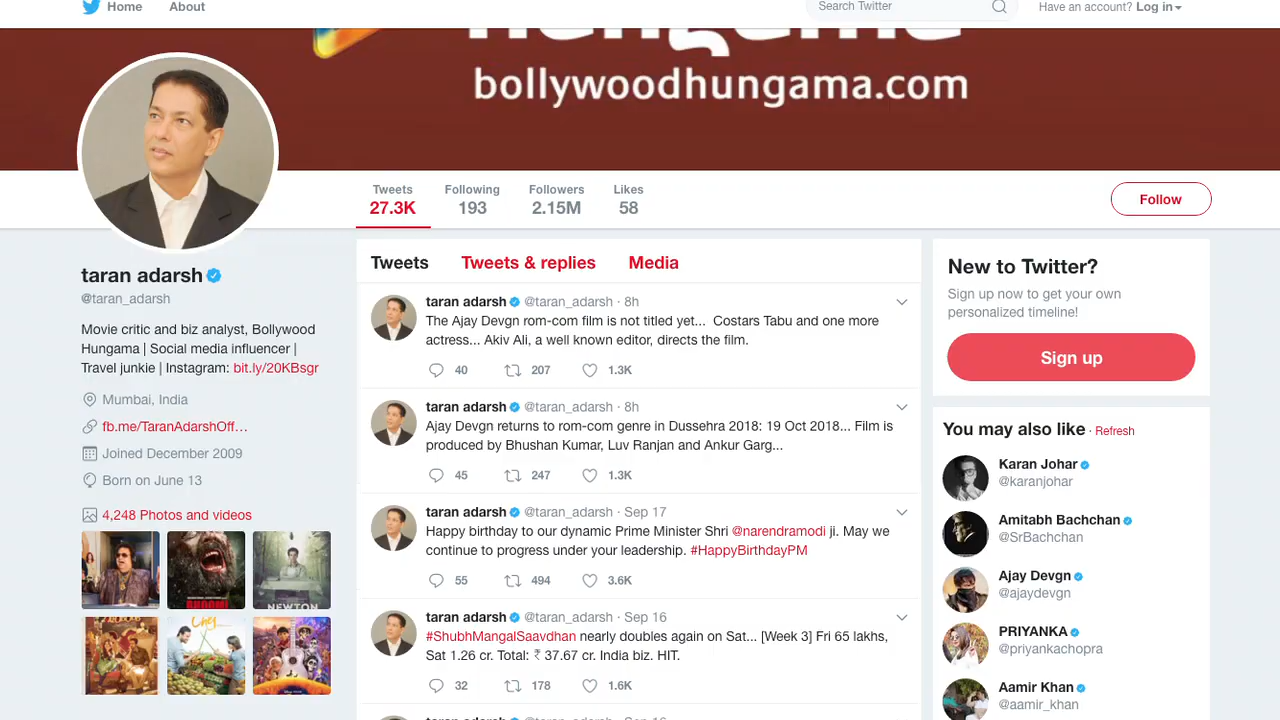 Home About Search Twitter Have an account? Log in
hungama
bollywoodhungama.com
Tweets Following Followers Likes
27.3K 193 2.15M 58
Follow
taran adarsh
@taran_adarsh
Movie critic and biz analyst, Bollywood
Hungama | Social media influencer |
Travel junkie | Instagram: bit.ly/20KBsgr
Mumbai, India
fb.me/TaranAdarshOff…
Joined December 2009
Born on June 13
4,248 Photos and videos
BHOOMI
NEWTON
Chef
Tweets Tweets & replies Media
taran adarsh @taran_adarsh · 8h
The Ajay Devgn rom-com film is not titled yet... Costars Tabu and one more
actress... Akiv Ali, a well known editor, directs the film.
40 207 1.3K
taran adarsh @taran_adarsh · 8h
Ajay Devgn returns to rom-com genre in Dussehra 2018: 19 Oct 2018... Film is
produced by Bhushan Kumar, Luv Ranjan and Ankur Garg...
45 247 1.3K
taran adarsh @taran_adarsh · Sep 17
Happy birthday to our dynamic Prime Minister Shri @narendramodi ji. May we
continue to progress under your leadership. #HappyBirthdayPM
55 494 3.6K
taran adarsh @taran_adarsh · Sep 16
#ShubhMangalSaavdhan nearly doubles again on Sat... [Week 3] Fri 65 lakhs,
Sat 1.26 cr. Total: ₹ 37.67 cr. India biz. HIT.
32 178 1.6K
taran adarsh @taran_adarsh · Sep 16
New to Twitter?
Sign up now to get your own
personalized timeline!
Sign up
You may also like · Refresh
Karan Johar
@karanjohar
Amitabh Bachchan
@SrBachchan
Ajay Devgn
@ajaydevgn
PRIYANKA
@priyankachopra
Aamir Khan
@aamir_khan